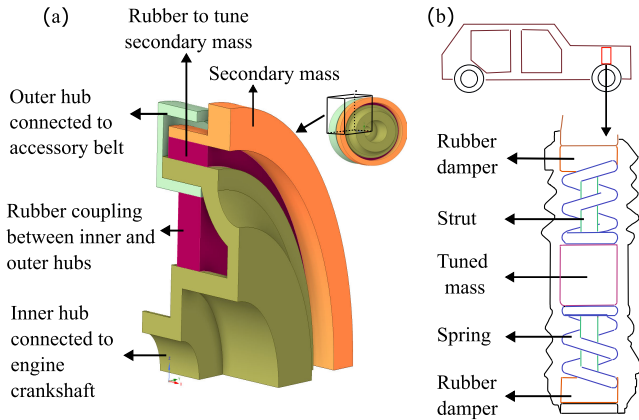 (a)
Rubber to tune
secondary mass
Secondary mass
Outer hub
connected to
accessory belt
Rubber coupling
between inner and
outer hubs
Inner hub
connected to
engine
crankshaft
(b)
Rubber
damper
Strut
Tuned
mass
Spring
Rubber
damper